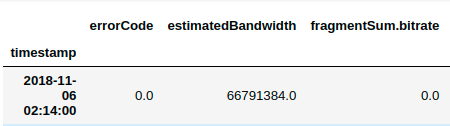 errorCode estimatedBandwidth fragmentSum.bitrate
timestamp
2018-11-
06
02:14:00 0.0 66791384.0 0.0